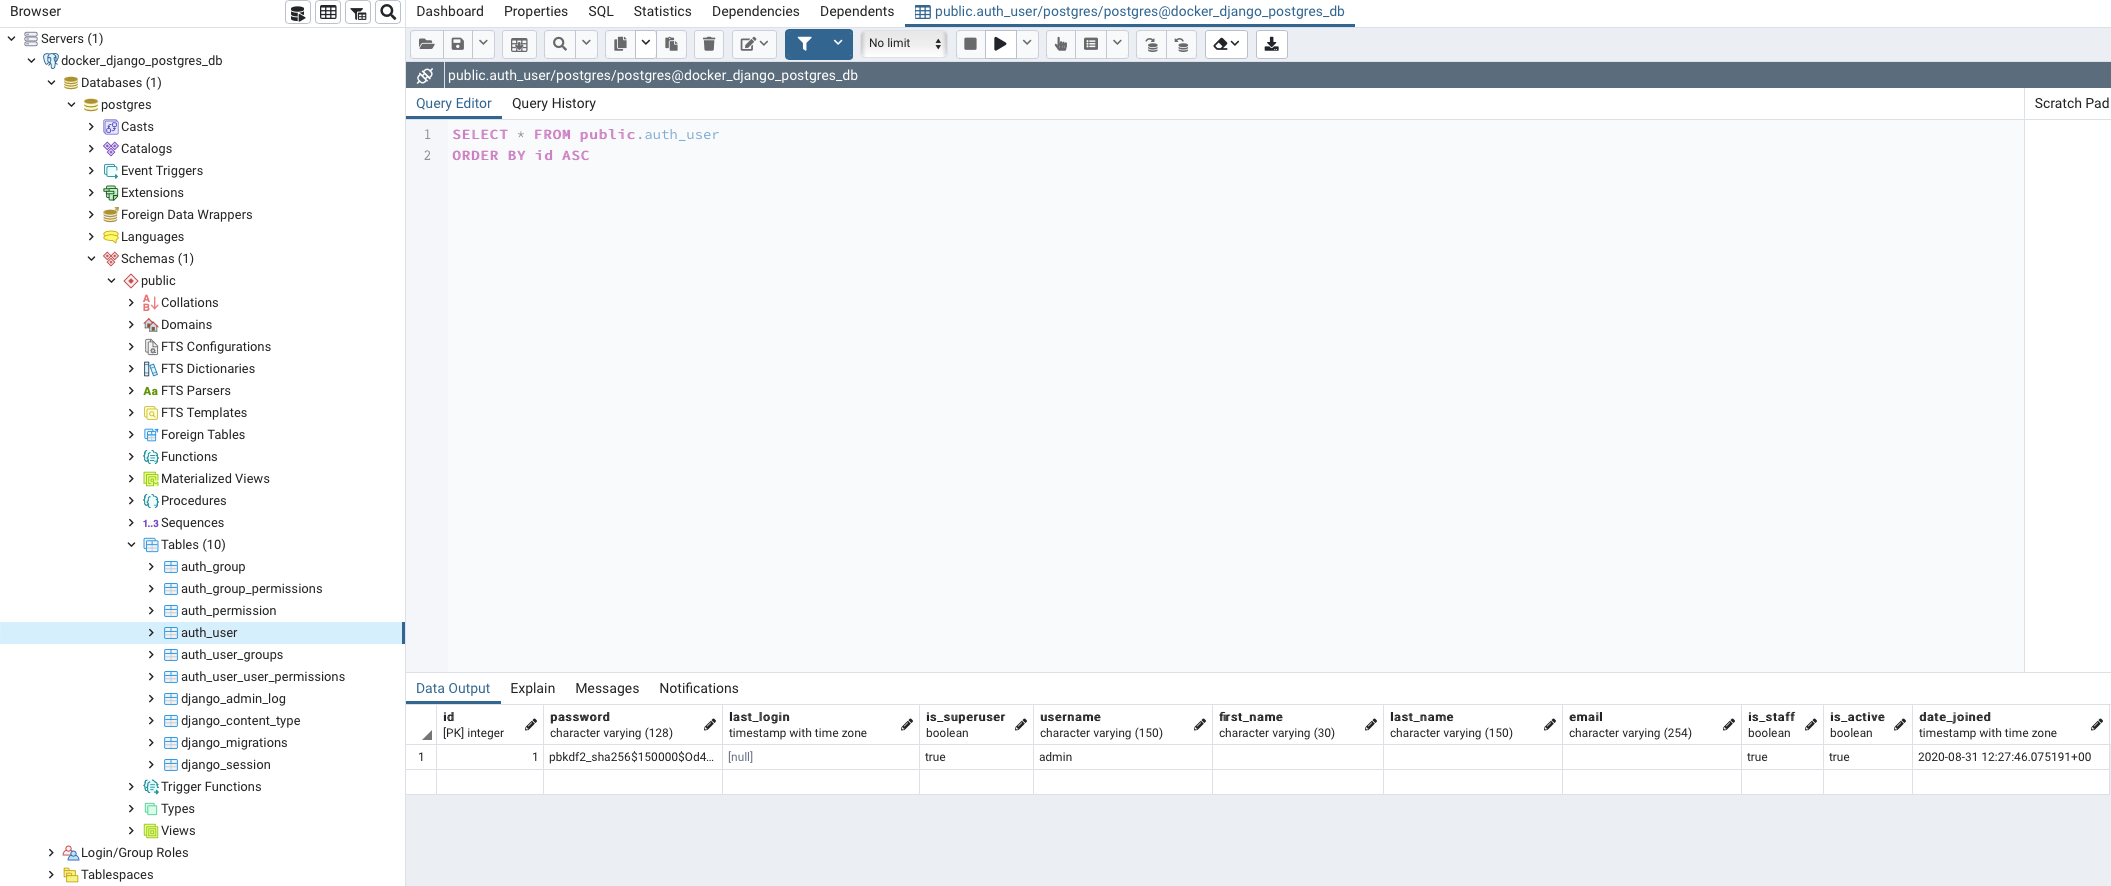 Browser
Servers (1)
docker_django_postgres_db
Databases (1)
postgres
Casts
Catalogs
Event Triggers
Extensions
Foreign Data Wrappers
Languages
Schemas (1)
public
Collations
Domains
FTS Configurations
FTS Dictionaries
Aa FTS Parsers
FTS Templates
Foreign Tables
Functions
Materialized Views
Procedures
1..3 Sequences
Tables (10)
auth_group
auth_group_permissions
auth_permission
auth_user
auth_user_groups
auth_user_user_permissions
django_admin_log
django_content_type
django_migrations
django_session
Trigger Functions
Types
Views
Login/Group Roles
Tablespaces
Dashboard Properties SQL Statistics Dependencies Dependents public.auth_user/postgres/postgres@docker_django_postgres_db
No limit
public.auth_user/postgres/postgres@docker_django_postgres_db
Query Editor Query History Scratch Pad
1 SELECT * FROM public.auth_user
2 ORDER BY id ASC
Data Output Explain Messages Notifications
id password last_login is_superuser username first_name last_name email is_staff is_active date_joined
[PK] integer character varying (128) timestamp with time zone boolean character varying (150) character varying (30) character varying (150) character varying (254) boolean boolean timestamp with time zone
1 1 pbkdf2_sha256$150000$Od4... [null] true admin true true 2020-08-31 12:27:46.075191+00